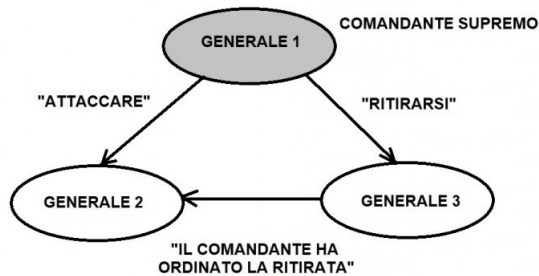 COMANDANTE SUPREMO
GENERALE 1
"ATTACCARE"
"RITIRARSI"
GENERALE 2
GENERALE 3
"IL COMANDANTE HA
ORDINATO LA RITIRATA"